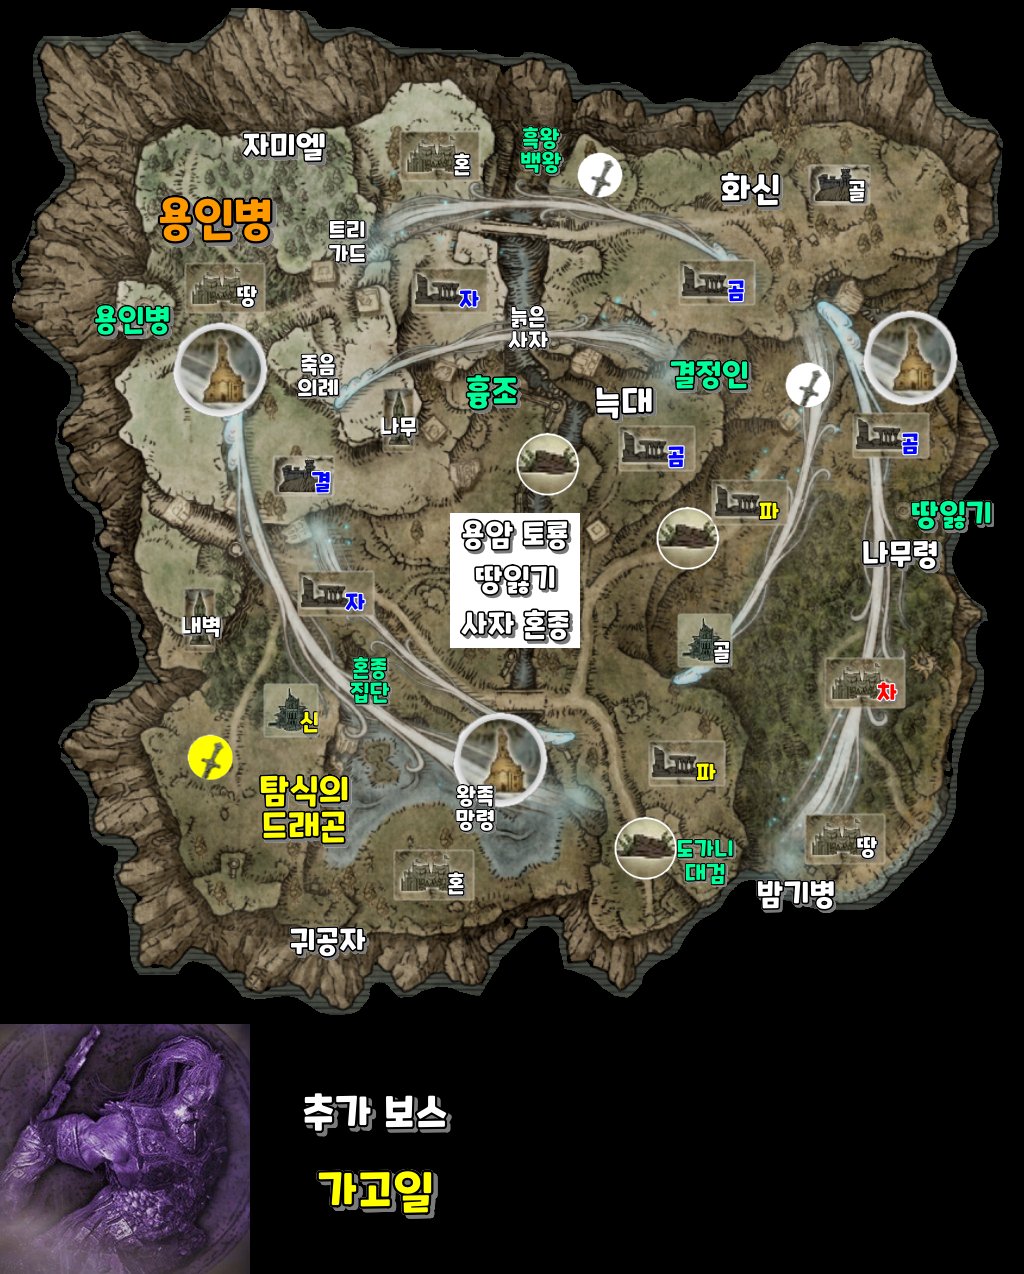 자미엘
혼
흑왕
백왕
화신
골
용인병
트리
가드
땅
자
곰
용인병
늙은
사자
죽음
의례
흉조
결정인
늑대
나무
곰
곰
결
파
땅잃기
나무령
용암 토룡
땅잃기
사자 혼종
자
내벽
골
혼종
집단
차
신
탐식의
드래곤
왕족
망령
파
도가니
대검
땅
혼
밤기병
귀공자
추가 보스
가고일